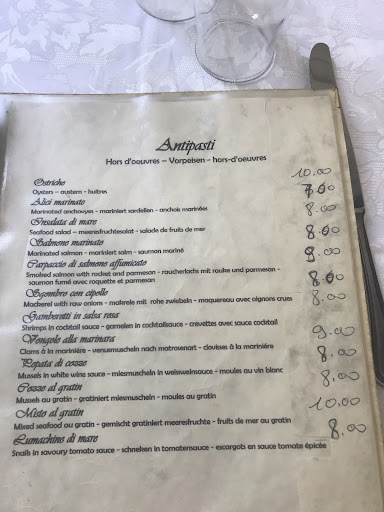 Antipasti
Hors d'oeuvres – Vorpeisen - hors-d'oeuvres
Ostriche 10.00
Oysters – austern - huitres
Alici marinate 7.00
Marinated anchouyes - mariniert sardellen - anchois marinées
Insalata di mare 8.00
Seafood salad – meeresfruchtesalat - salade de fruits de mer
Salmone marinato 8.00
Marinated salmon - mariniert salm - sauman mariné
Carpaccio di salmone affumicato 9.00
Smoked salmon with rocket and parmesan - raucherlachs mit rauke und parmesan -
sauman fumé avec roquette et parmesan
Sgombro con cipolle 8.00
Mackerel with raw onions - makrele mit rohe zwiebeln - maquereau avec oignons crues
Gamberetti in salsa rosa 8.00
Shrimps in cocktail sauce - garnelen in cocktailsauce - crevettes avec sauce cocktail
Vongole alla marinara 9.00
Clams à la marinière - venusmuscheln nach matrosenart - clovisses à la marinière
Pepata di cozze 8.00
Mussels in white wine sauce - miesmuscheln in weissweinsauce - moules au vin blanc
Cozze al gratin 8.00
Mussels au gratin - gratiniert miesmuscheln - moules au gratin
Misto al gratin 10.00
Mixed seafood au gratin - gemischt gratiniert meeresfruchte - fruits de mer au gratin
Lumachine di mare 8.00
Snails in savoury tomato sauce - schneken in tomatensauce - escargots en sauce tomate épicée